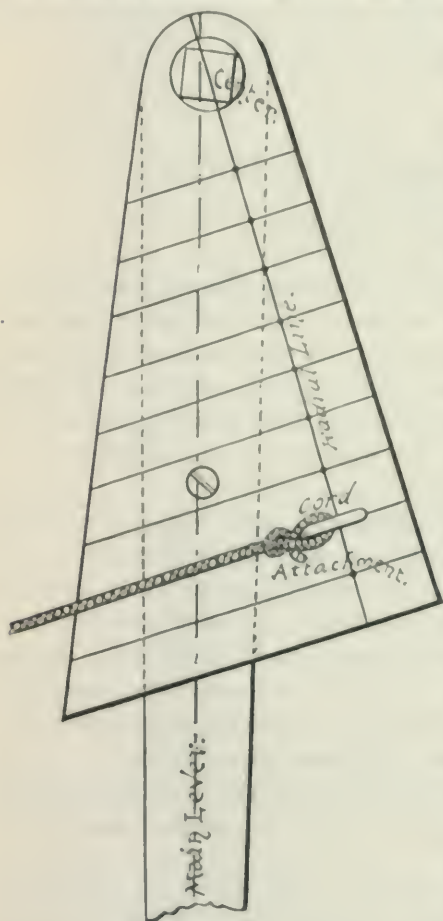 Center.
Radial Line.
Cord
Attachment.
Main Lever.